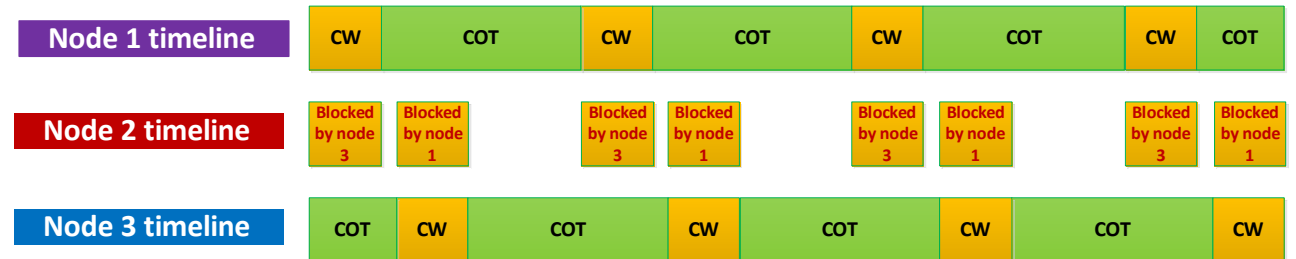 Node 1 timeline CW COT CW COT CW COT CW COT
Blocked Blocked Blocked Blocked Blocked Blocked Blocked Blocked
Node 2 timeline by node by node by node by node by node by node by node by node
3 1 3 1 3 1 3 1
Node 3 timeline COT CW COT CW COT CW COT CW